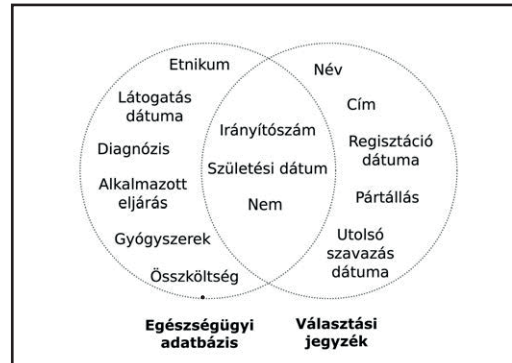 Etnikum
Látogatás
dátuma
Diagnózis
Alkalmazott
eljárás
Gyógyszerek
Összköltség
Irányítószám
Születési dátum
Nem
Név
Cím
Regisztáció
dátuma
Pártállás
Utolsó
szavazás
dátuma
Egészségügyi
adatbázis
Választási
jegyzék